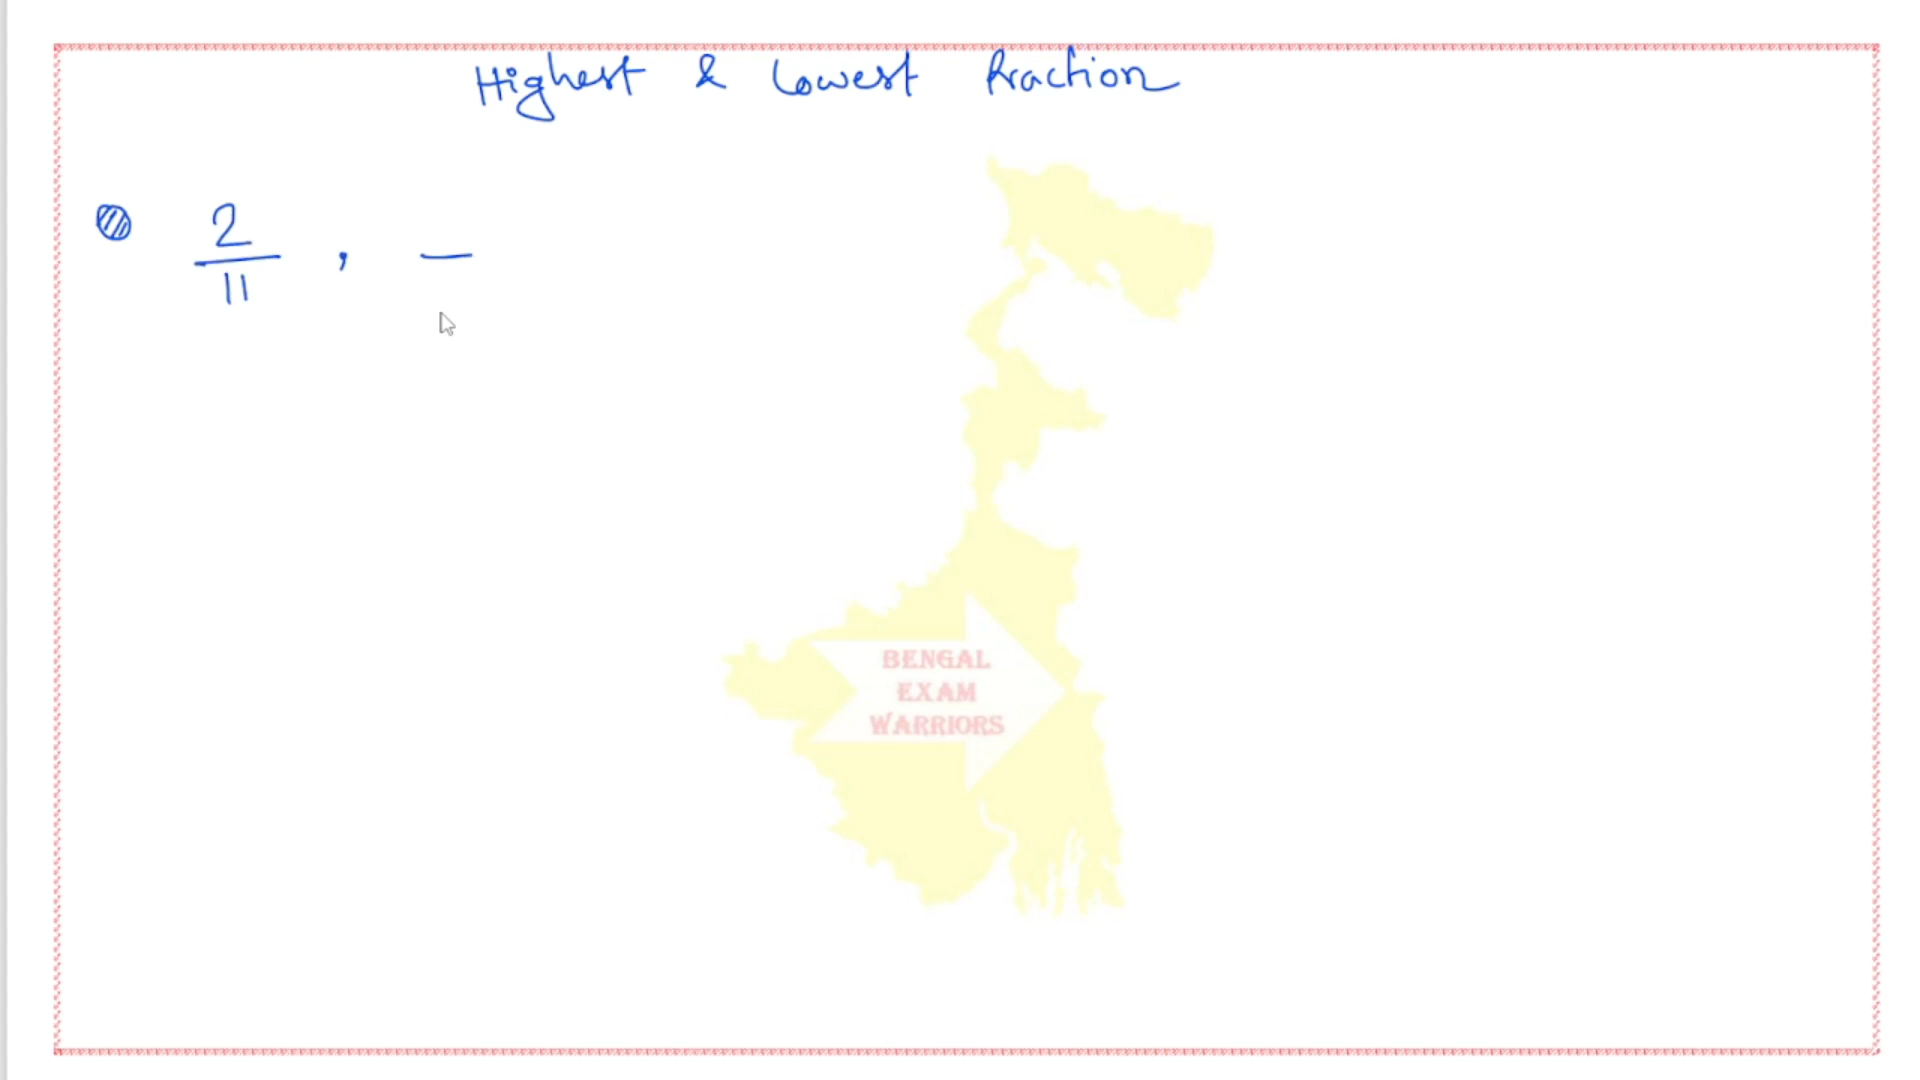 Highest & Lowest fraction
2/11 , —
BENGAL
EXAM
WARRIORS